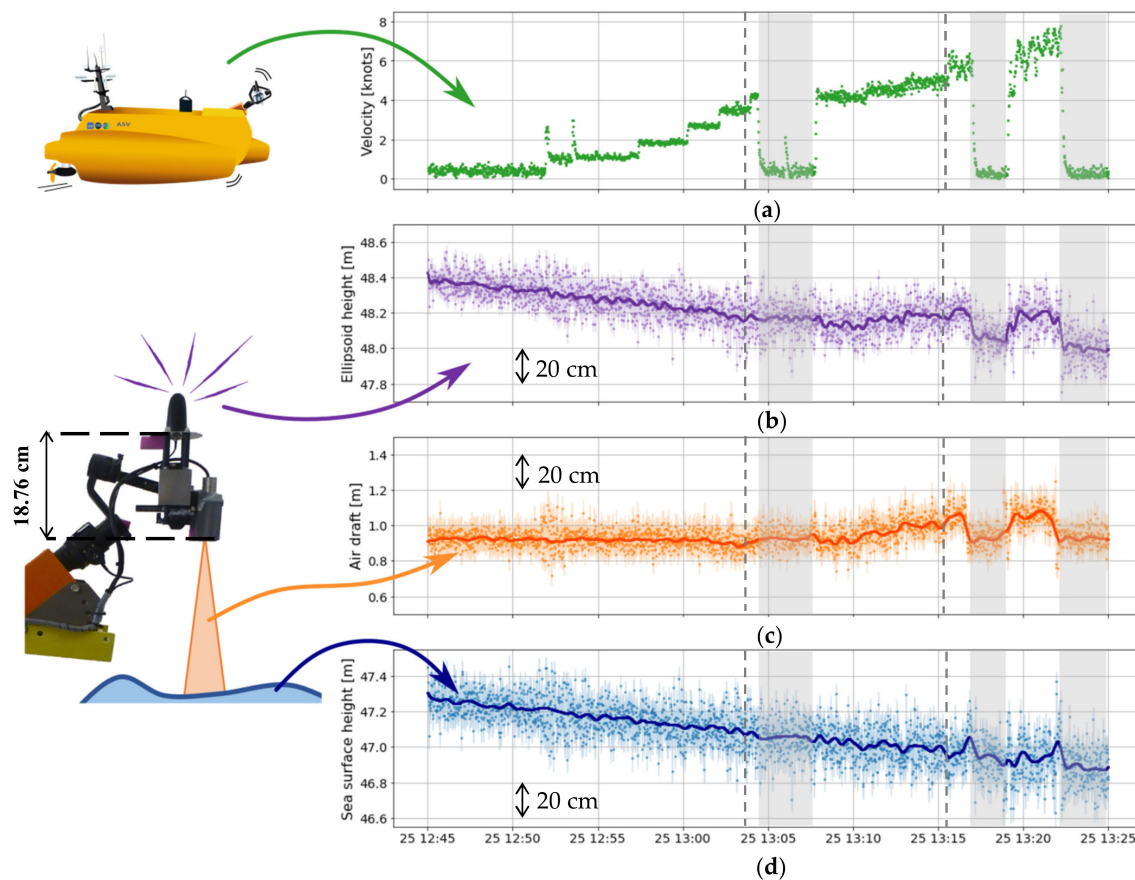 8
6
4
2
0
Velocity [knots]
ASV
(a)
48.6
48.4
48.2
48.0
47.8
Ellipsoid height [m]
20 cm
(b)
18.76 cm
1.4
1.2
1.0
0.8
0.6
Air draft [m]
20 cm
(c)
47.4
47.2
47.0
46.8
46.6
Sea surface height [m]
20 cm
25 12:45 25 12:50 25 12:55 25 13:00 25 13:05 25 13:10 25 13:15 25 13:20 25 13:25
(d)